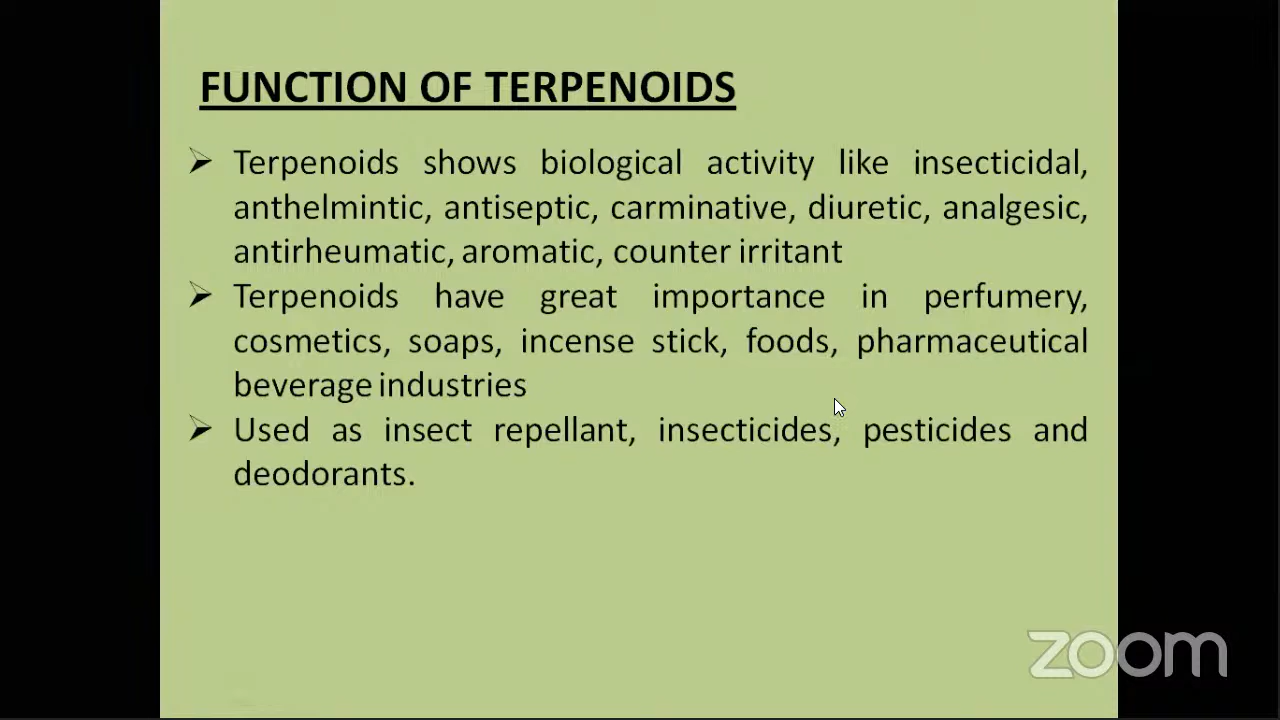 FUNCTION OF TERPENOIDS
➢ Terpenoids shows biological activity like insecticidal,
anthelmintic, antiseptic, carminative, diuretic, analgesic,
antirheumatic, aromatic, counter irritant
➢ Terpenoids have great importance in perfumery,
cosmetics, soaps, incense stick, foods, pharmaceutical
beverage industries
➢ Used as insect repellant, insecticides, pesticides and
deodorants.
zoom